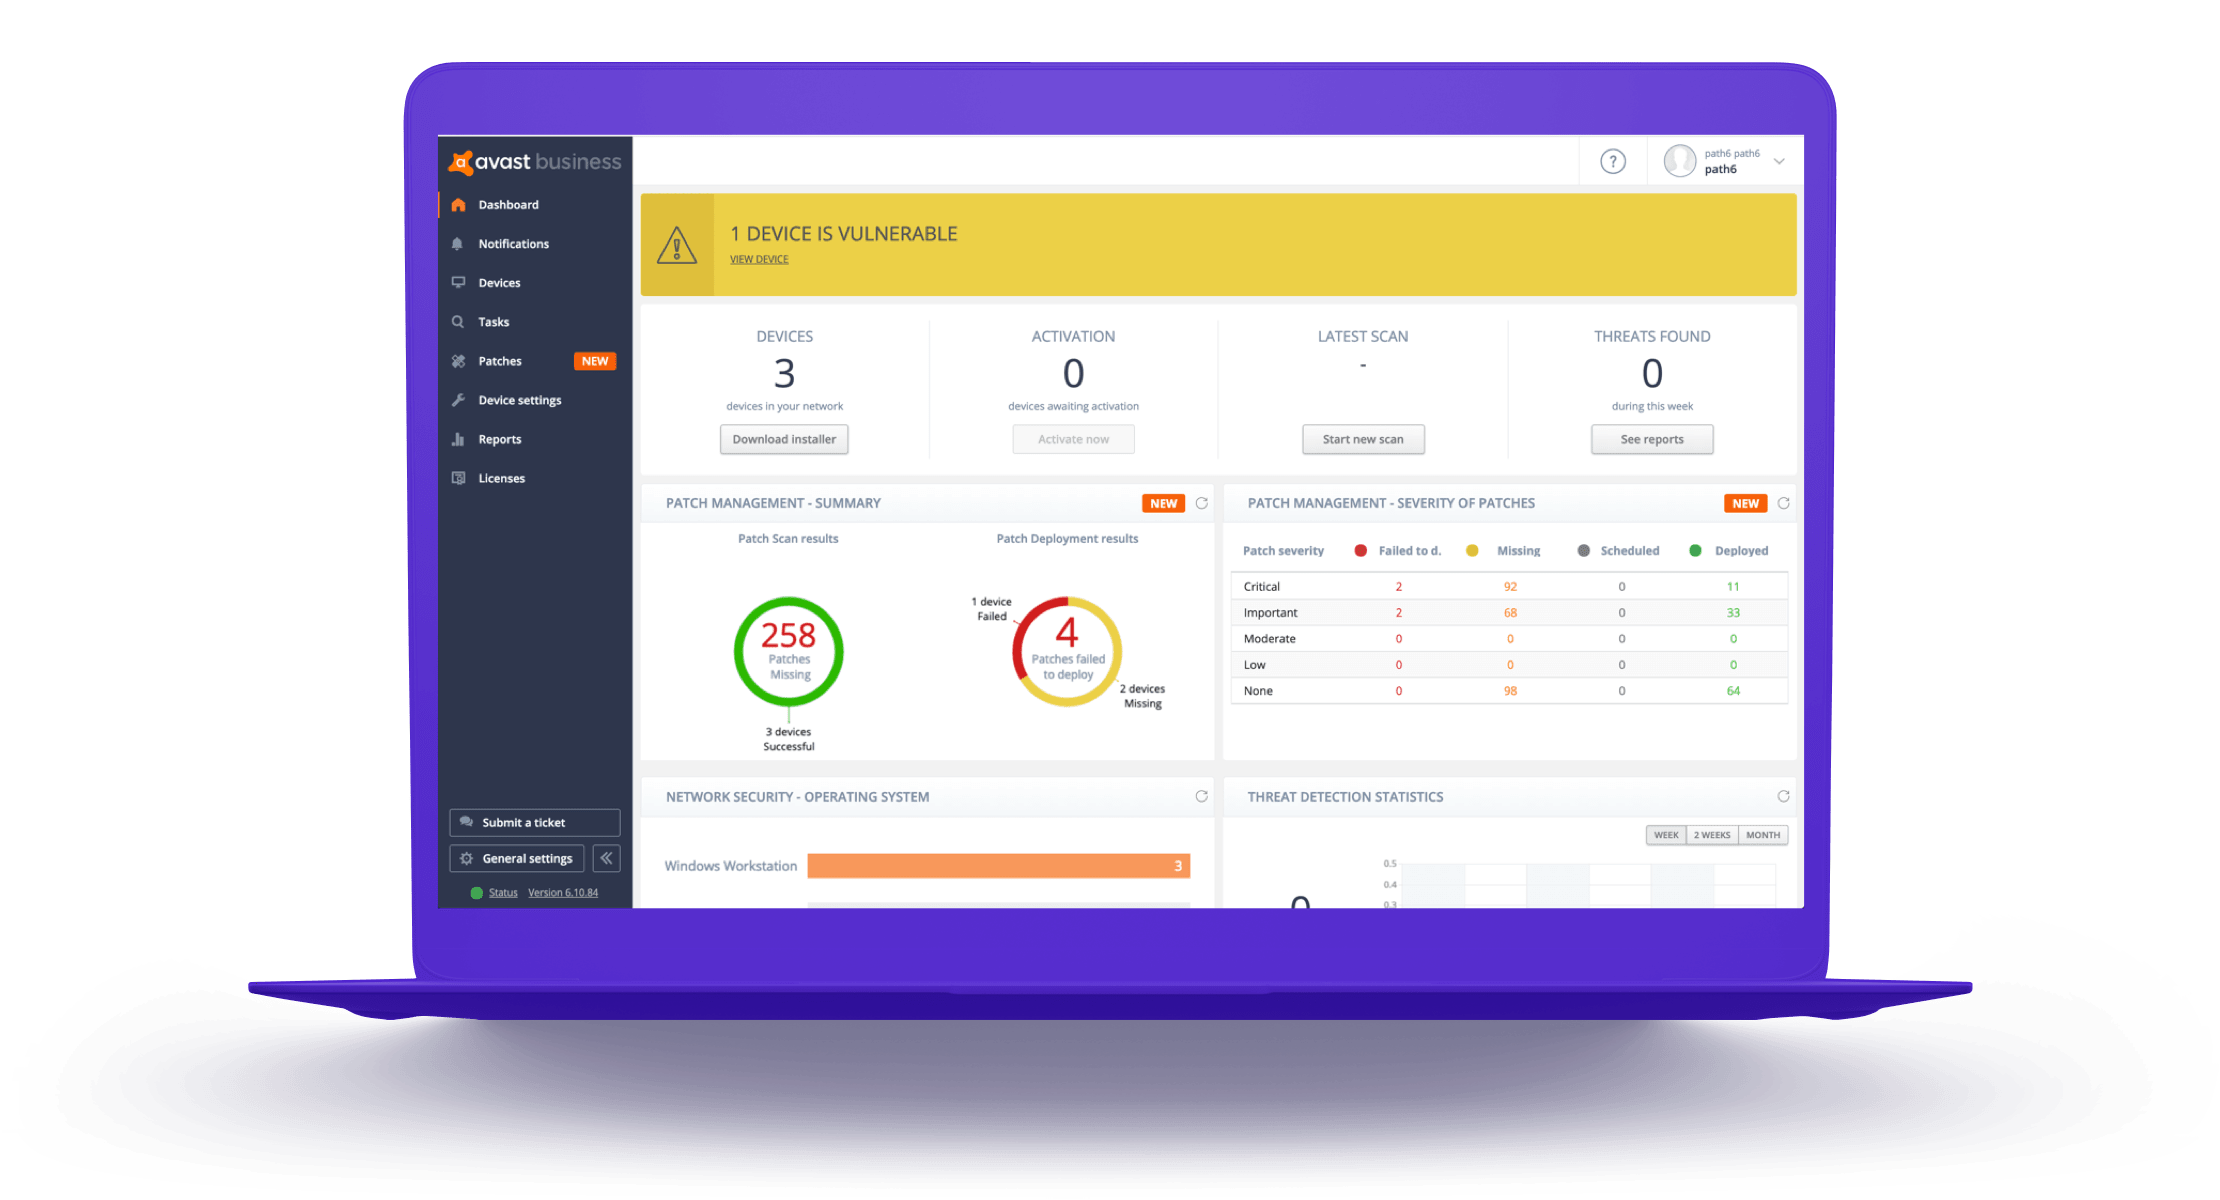 avast business
Dashboard
Notifications
Devices
Tasks
Patches NEW
Device settings
Reports
Licenses
Submit a ticket
General settings
Status Version 6.10.84
?
path6 path6
path6
1 DEVICE IS VULNERABLE
VIEW DEVICE
DEVICES
3
devices in your network
Download installer
ACTIVATION
0
devices awaiting activation
Activate now
LATEST SCAN
-
Start new scan
THREATS FOUND
0
during this week
See reports
PATCH MANAGEMENT - SUMMARY NEW
Patch Scan results
258
Patches
Missing
3 devices
Successful
Patch Deployment results
1 device
Failed
4
Patches failed
to deploy
2 devices
Missing
PATCH MANAGEMENT - SEVERITY OF PATCHES NEW
Patch severity Failed to d. Missing Scheduled Deployed
Critical 2 92 0 11
Important 2 68 0 33
Moderate 0 0 0 0
Low 0 0 0 0
None 0 98 0 64
NETWORK SECURITY - OPERATING SYSTEM
Windows Workstation 3
THREAT DETECTION STATISTICS
WEEK 2 WEEKS MONTH
0.5
0.4
0.3
0